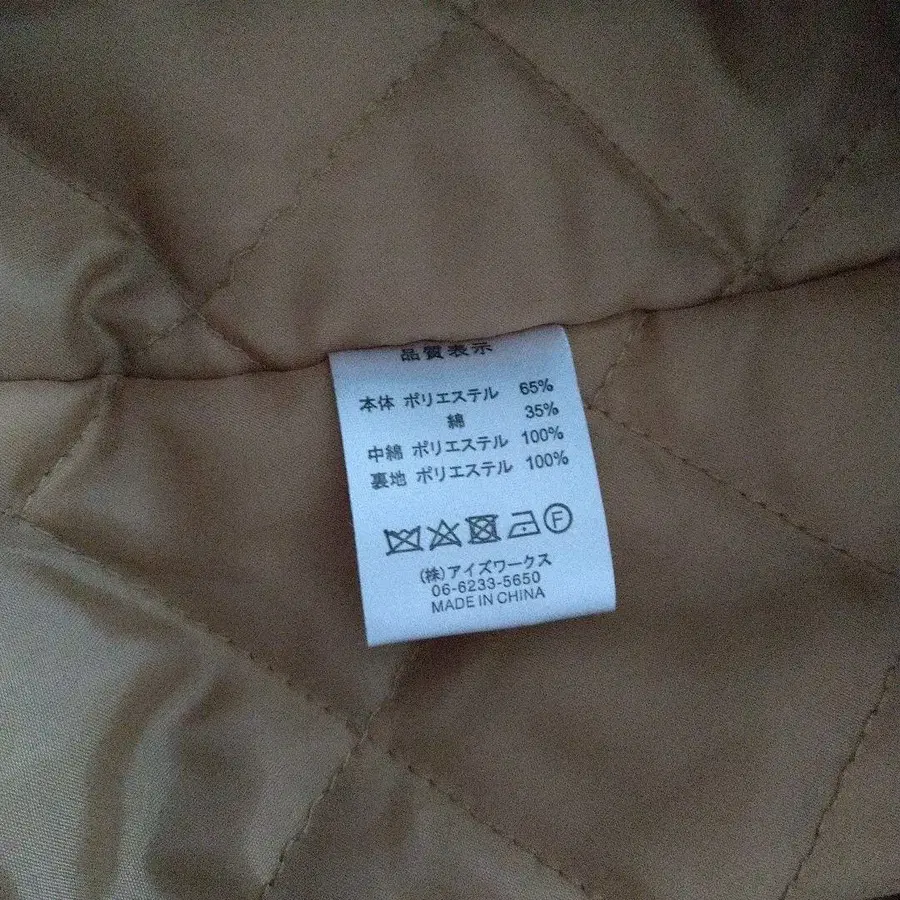 品質表示
本体 ポリエステル 65%
綿 35%
中綿 ポリエステル 100%
裏地 ポリエステル 100%
F
(株)アイズワークス
06-6233-5650
MADE IN CHINA